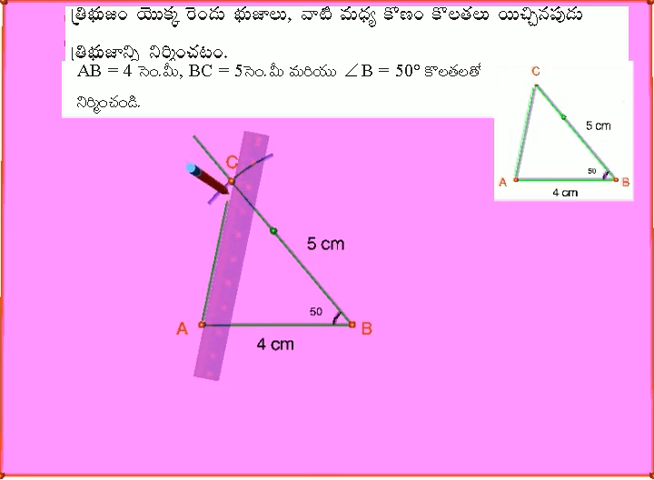 త్రిభుజం యొక్క రెండు భుజాలు, వాటి మధ్య కోణం కొలతలు యిచ్చినపుడు
త్రిభుజాన్ని నిర్మించటం.
AB = 4 సెం.మీ, BC = 5సెం.మీ మరియు ∠B = 50° కొలతలతో
నిర్మించండి.
C
5 cm
50
A
B
4 cm
C
5 cm
50
A
B
4 cm